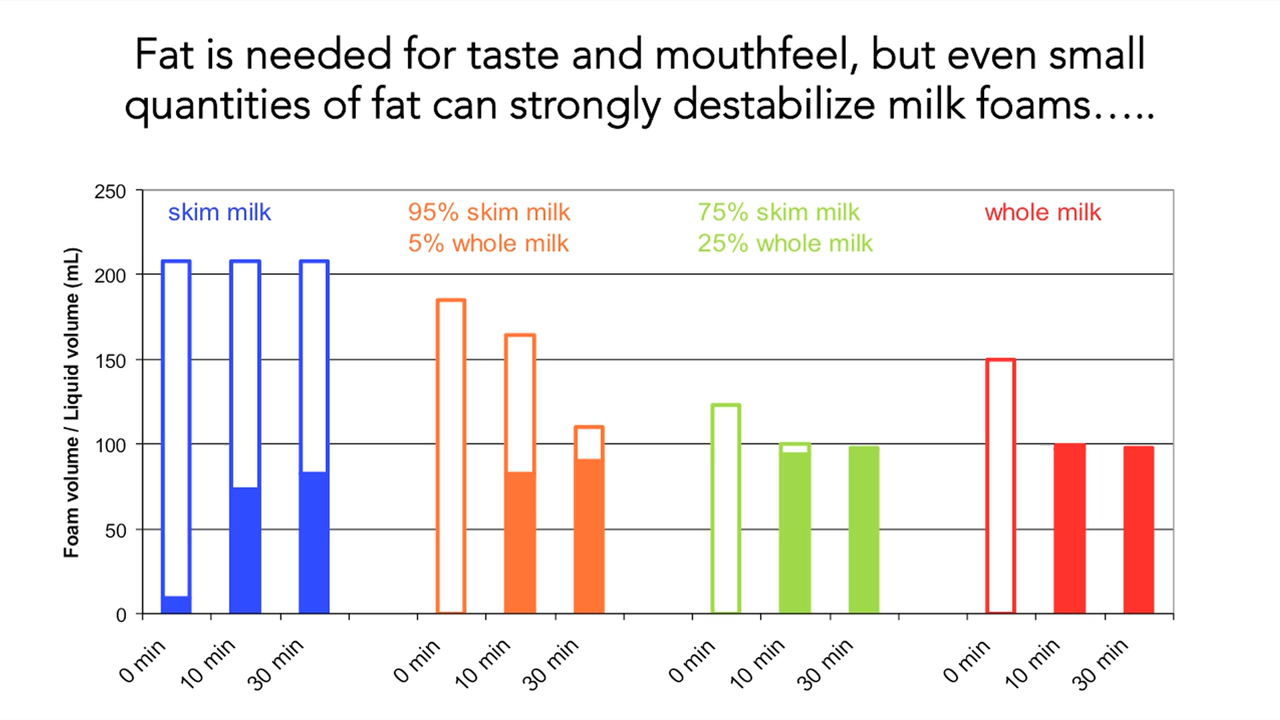 Fat is needed for taste and mouthfeel, but even small
quantities of fat can strongly destabilize milk foams.....
250
200
150
100
50
0
Foam volume / Liquid volume (mL)
skim milk
95% skim milk
5% whole milk
75% skim milk
25% whole milk
whole milk
0 min
10 min
30 min
0 min
10 min
30 min
0 min
10 min
30 min
0 min
10 min
30 min